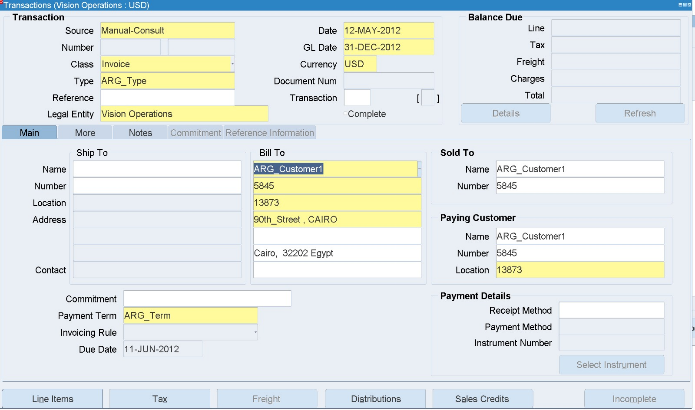 Transactions (Vision Operations : USD)
Transaction
Source Manual-Consult
Number
Class Invoice
Type ARG_Type
Reference
Legal Entity Vision Operations
Date 12-MAY-2012
GL Date 31-DEC-2012
Currency USD
Document Num
Transaction [ ]
Complete
Balance Due
Line
Tax
Freight
Charges
Total
Details Refresh
Main More Notes Commitment Reference Information
Ship To
Name
Number
Location
Address
Contact
Bill To
ARG_Customer1
5845
13873
90th_Street , CAIRO
Cairo, 32202 Egypt
Sold To
Name ARG_Customer1
Number 5845
Paying Customer
Name ARG_Customer1
Number 5845
Location 13873
Commitment
Payment Term ARG_Term
Invoicing Rule
Due Date 11-JUN-2012
Payment Details
Receipt Method
Payment Method
Instrument Number
Select Instrument
Line Items Tax Freight Distributions Sales Credits Incomplete